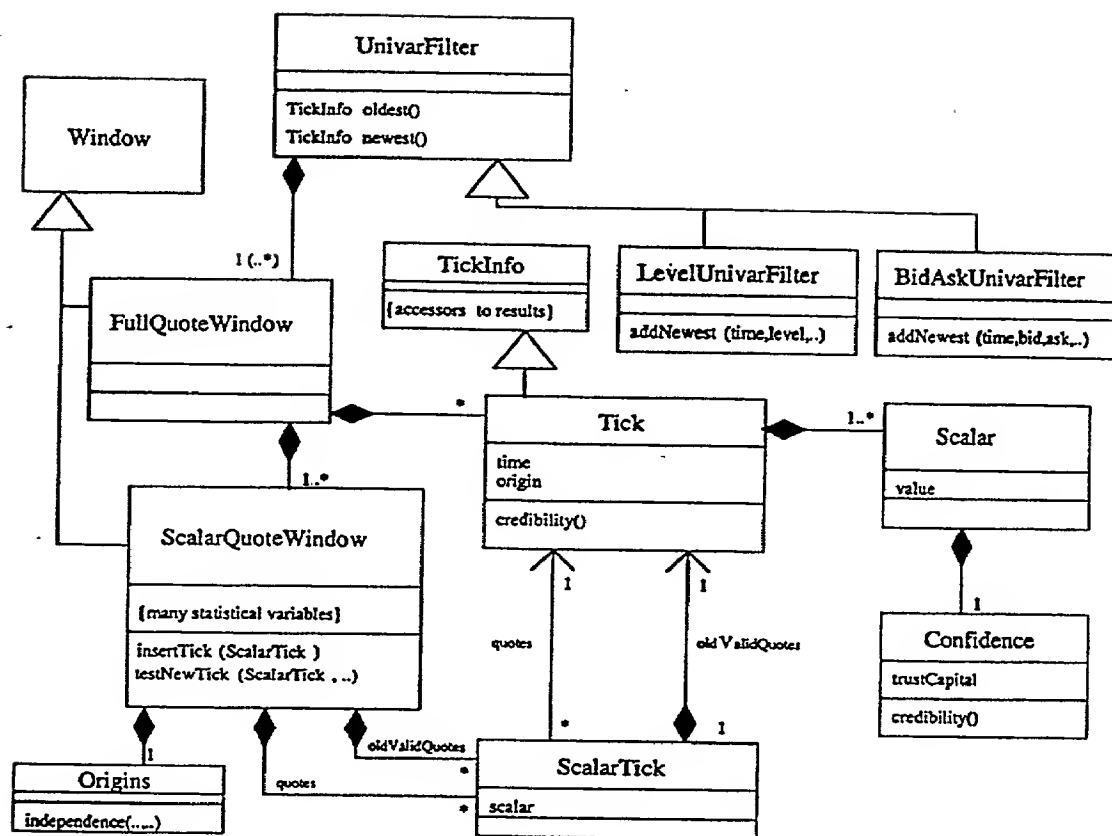 UnivarFilter
TickInfo oldest()
TickInfo newest()
Window
1 (..*)
FullQuoteWindow
TickInfo
{accessors to results}
LevelUnivarFilter
addNewest (time,level,..)
BidAskUnivarFilter
addNewest (time,bid,ask,..)
*
1..*
Tick
time
origin
credibility()
1..*
Scalar
value
ScalarQuoteWindow
{many statistical variables}
insertTick (ScalarTick )
testNewTick (ScalarTick , ..)
1
1
quotes
oldValidQuotes
1
Confidence
trustCapital
credibility()
*
1
1
Origins
independence(..,..)
oldValidQuotes
*
quotes
*
ScalarTick
scalar